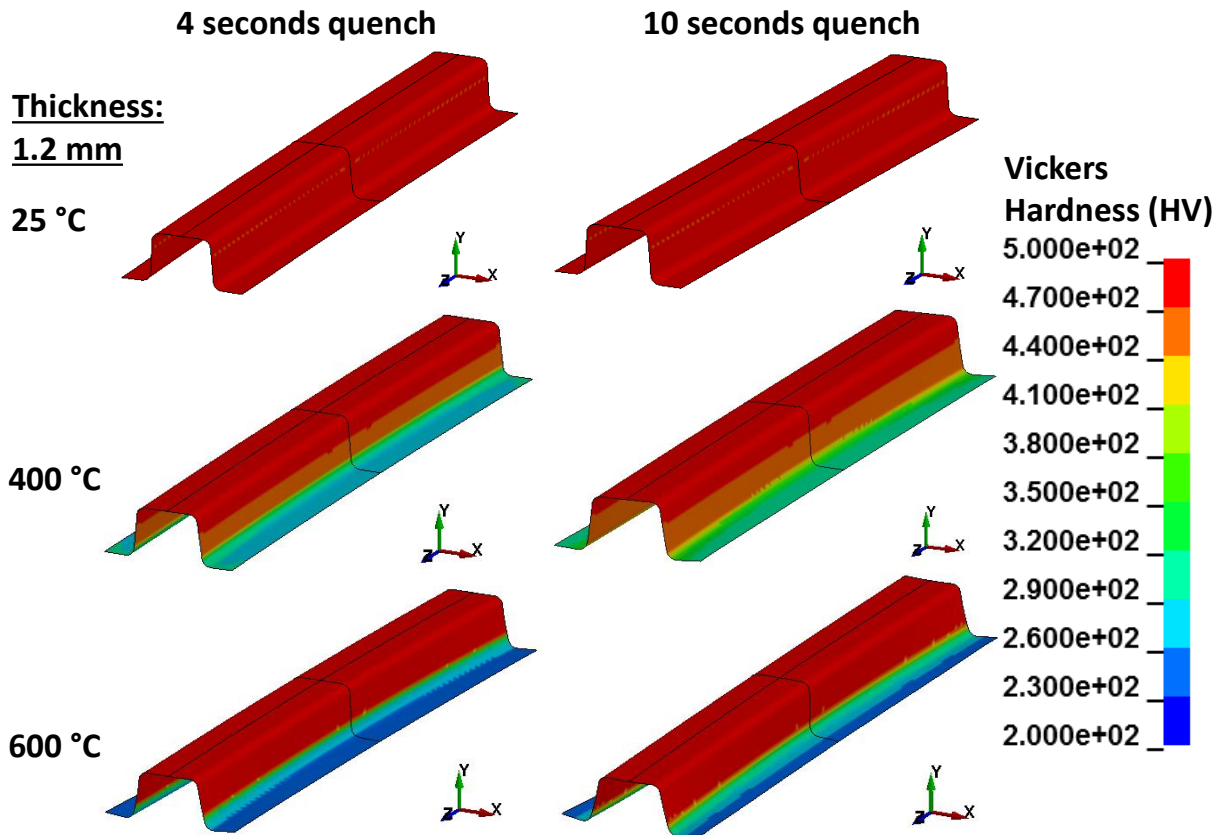 4 seconds quench
10 seconds quench
Thickness:
1.2 mm
25 °C
Y
X
Z
Y
X
Z
Vickers
Hardness (HV)
5.000e+02
4.700e+02
4.400e+02
4.100e+02
3.800e+02
3.500e+02
3.200e+02
2.900e+02
2.600e+02
2.300e+02
2.000e+02
400 °C
Y
X
Z
Y
X
Z
600 °C
Y
X
Z
Y
X
Z